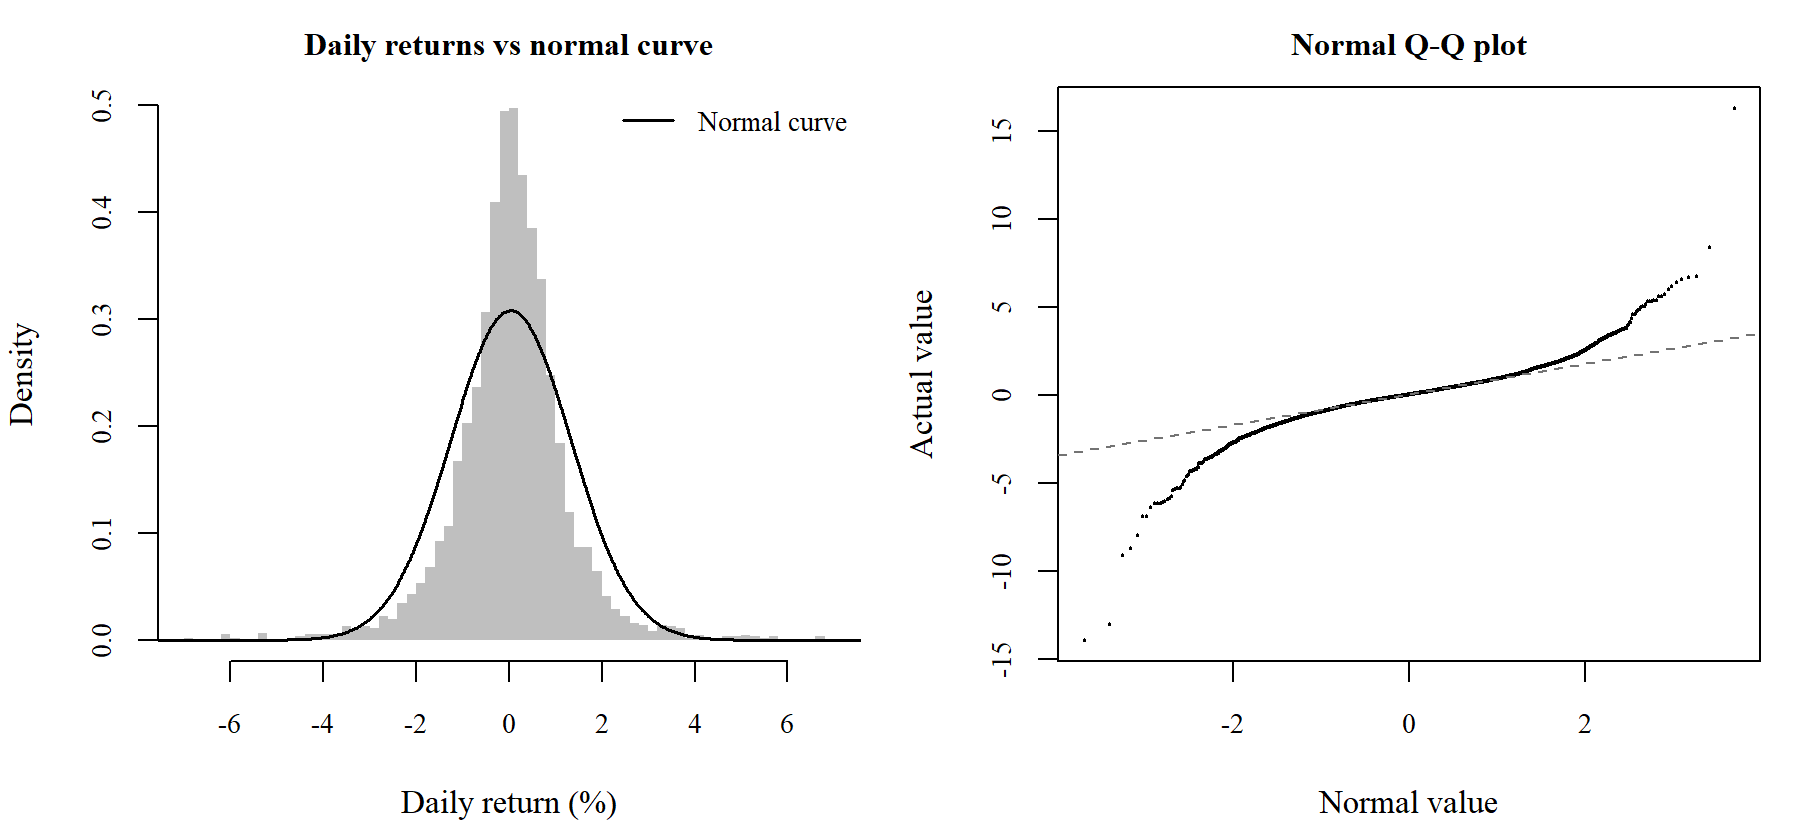 Daily returns vs normal curve
Normal curve
Density
0.0
0.1
0.2
0.3
0.4
0.5
-6 -4 -2 0 2 4 6
Daily return (%)
Normal Q-Q plot
Actual value
-15
-10
-5
0
5
10
15
-2 0 2
Normal value